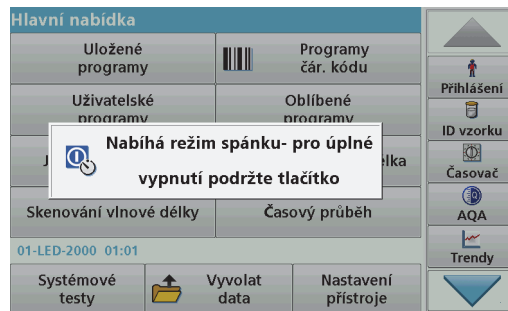 Hlavní nabídka
Uložené
programy
Programy
čár. kódu
Uživatelské
programy
Oblíbené
programy
Nabíhá režim spánku- pro úplné
vypnutí podržte tlačítko
Skenování vlnové délky
Časový průběh
01-LED-2000 01:01
Systémové
testy
Vyvolat
data
Nastavení
přístroje
Přihlášení
ID vzorku
Časovač
AQA
Trendy